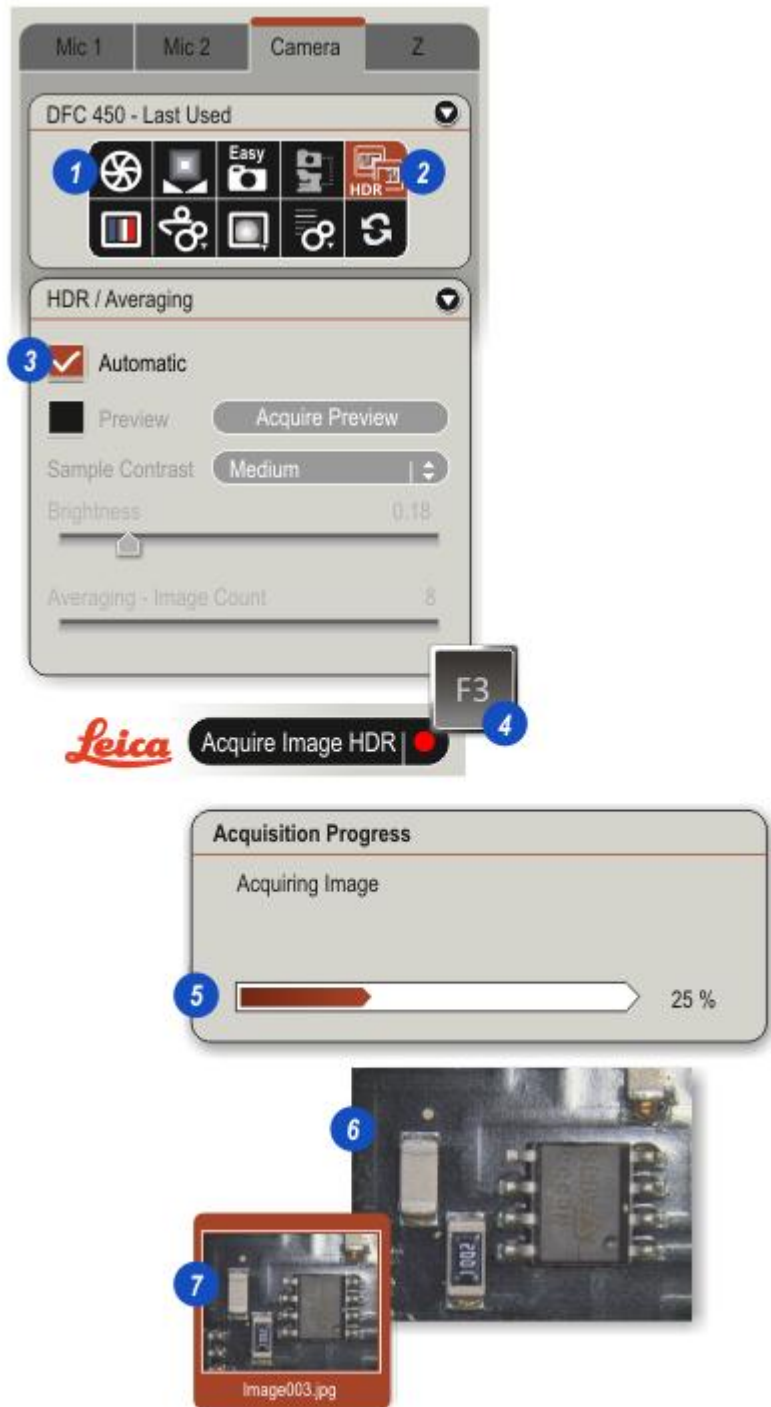 Mic 1 Mic 2 Camera Z
DFC 450 - Last Used
1 Easy HDR 2
HDR / Averaging
3 Automatic
Preview Acquire Preview
Sample Contrast Medium
Brightness 0.18
Averaging - Image Count 8
F3
4
Leica Acquire Image HDR
Acquisition Progress
Acquiring Image
5 25 %
6
7
Image003.jpg